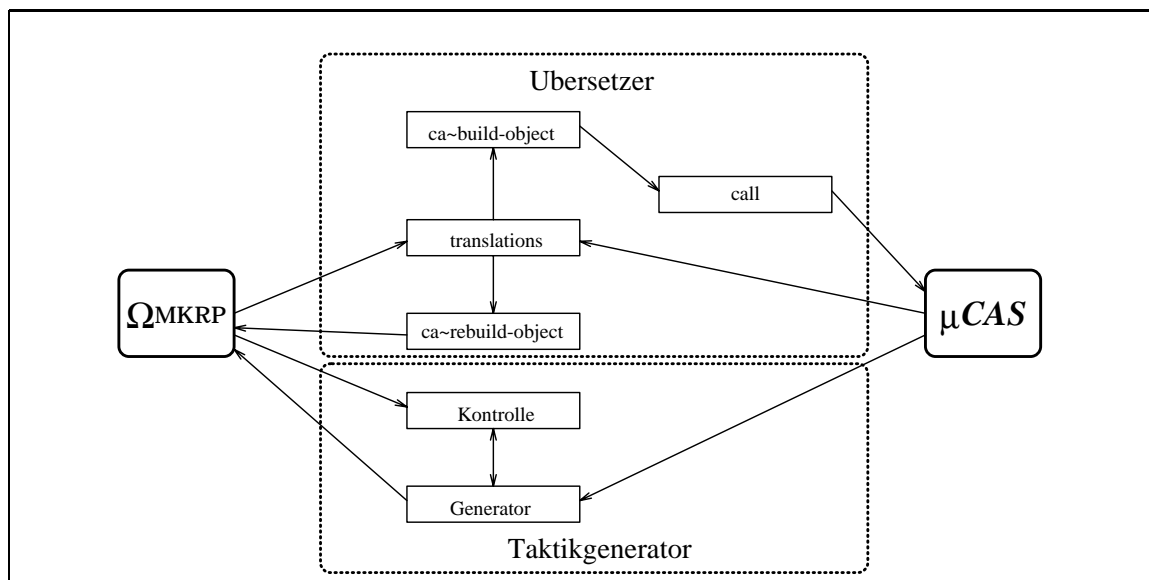 Ubersetzer
ca~build-object
call
translations
ΩMKRP
μCAS
ca~rebuild-object
Kontrolle
Generator
Taktikgenerator